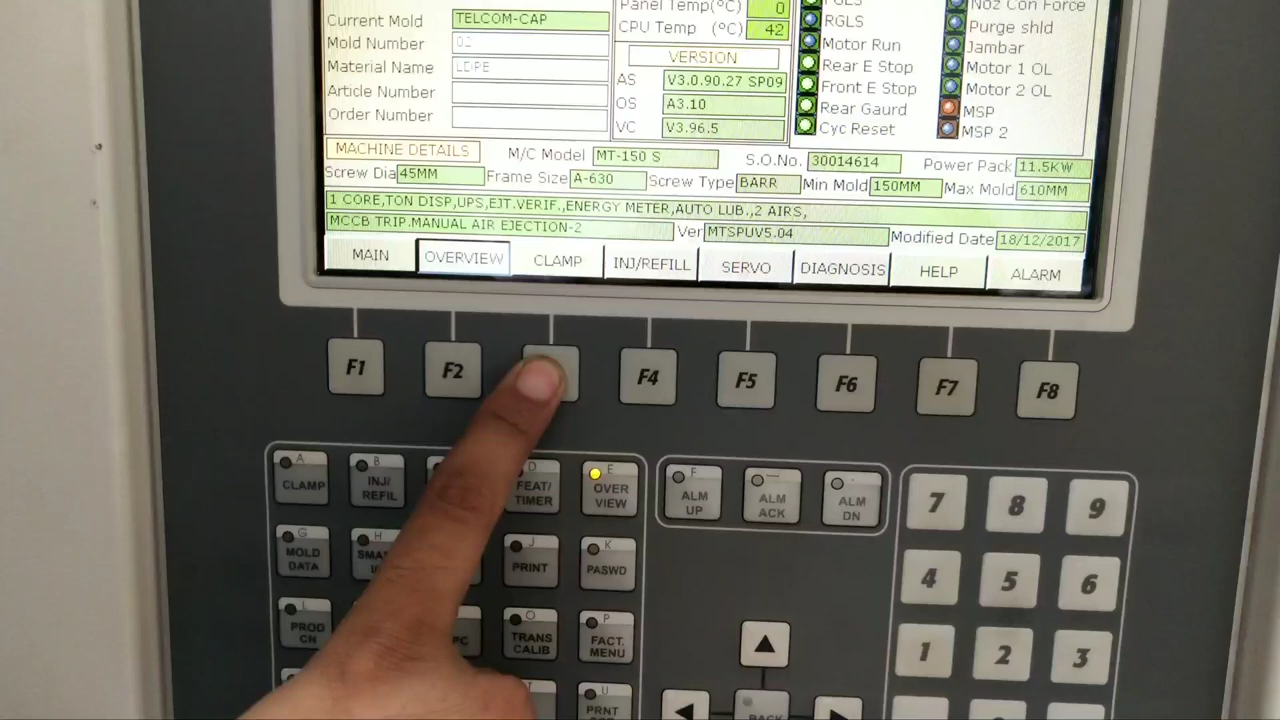 Panel Temp(°C) 0
Current Mold TELCOM-CAP
Mold Number 02
Material Name LDPE
Article Number
Order Number
CPU Temp (°C) 42
VERSION
AS V3.0.90.27 SP09
OS A3.10
VC V3.96.5
RGLS
Motor Run
Rear E Stop
Front E Stop
Rear Gaurd
Cyc Reset
Noz Con Force
Purge shld
Jambar
Motor 1 OL
Motor 2 OL
MSP
MSP 2
MACHINE DETAILS M/C Model MT-150 S S.O.No. 30014614 Power Pack 11.5KW
Screw Dia 45MM Frame Size A-630 Screw Type BARR Min Mold 150MM Max Mold 610MM
1 CORE,TON DISP,UPS,EJT.VERIF.,ENERGY METER,AUTO LUB.,2 AIRS,
MCCB TRIP.MANUAL AIR EJECTION-2 Ver MTSPUV5.04 Modified Date 18/12/2017
MAIN OVERVIEW CLAMP INJ/REFILL SERVO DIAGNOSIS HELP ALARM
F1 F2 F4 F5 F6 F7 F8
A CLAMP
B INJ/ REFIL
D FEAT/ TIMER
E OVER VIEW
F ALM UP
— ALM ACK
. ALM DN
7 8 9
G MOLD DATA
H
J PRINT
K PASWD
4 5 6
L PROD CN
O TRANS CALIB
P FACT. MENU
1 2 3
U PRNT
BACK